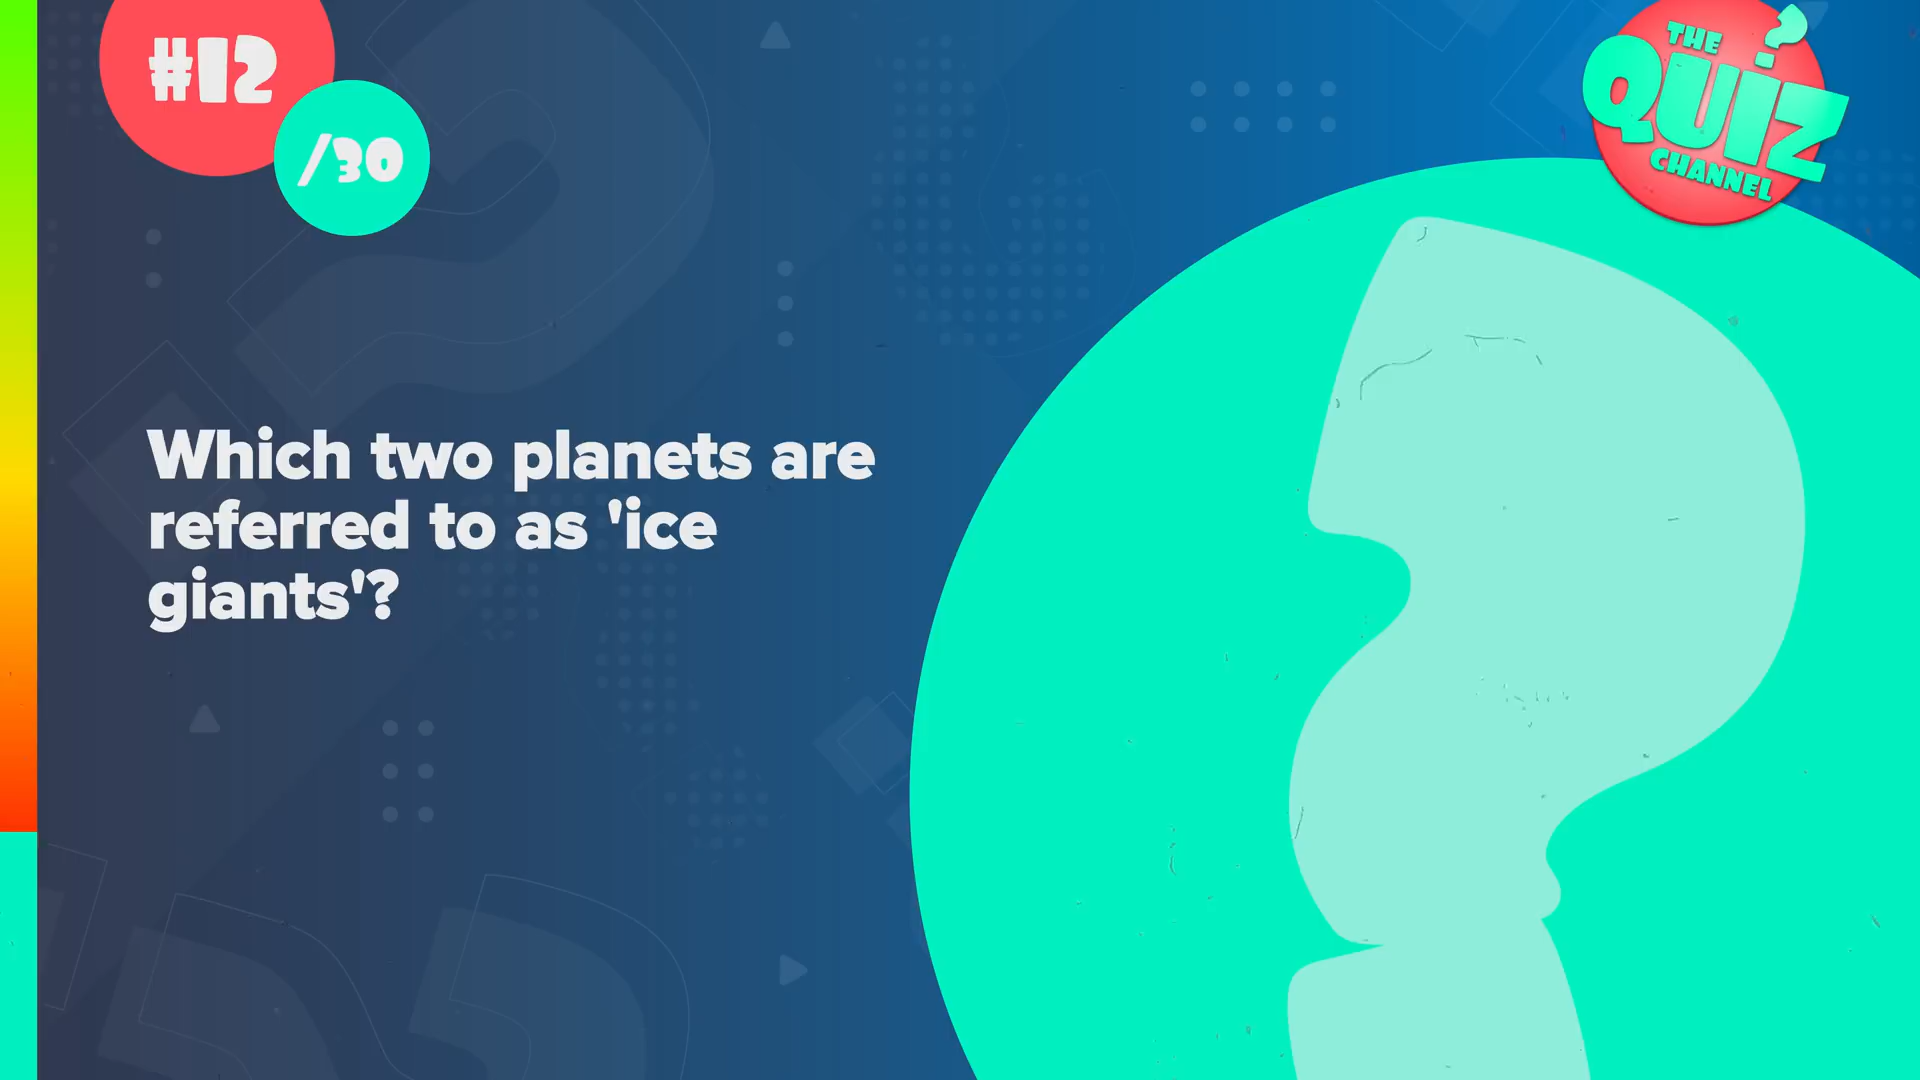 #12
/30
THE
QUIZ
CHANNEL
Which two planets are
referred to as 'ice
giants'?